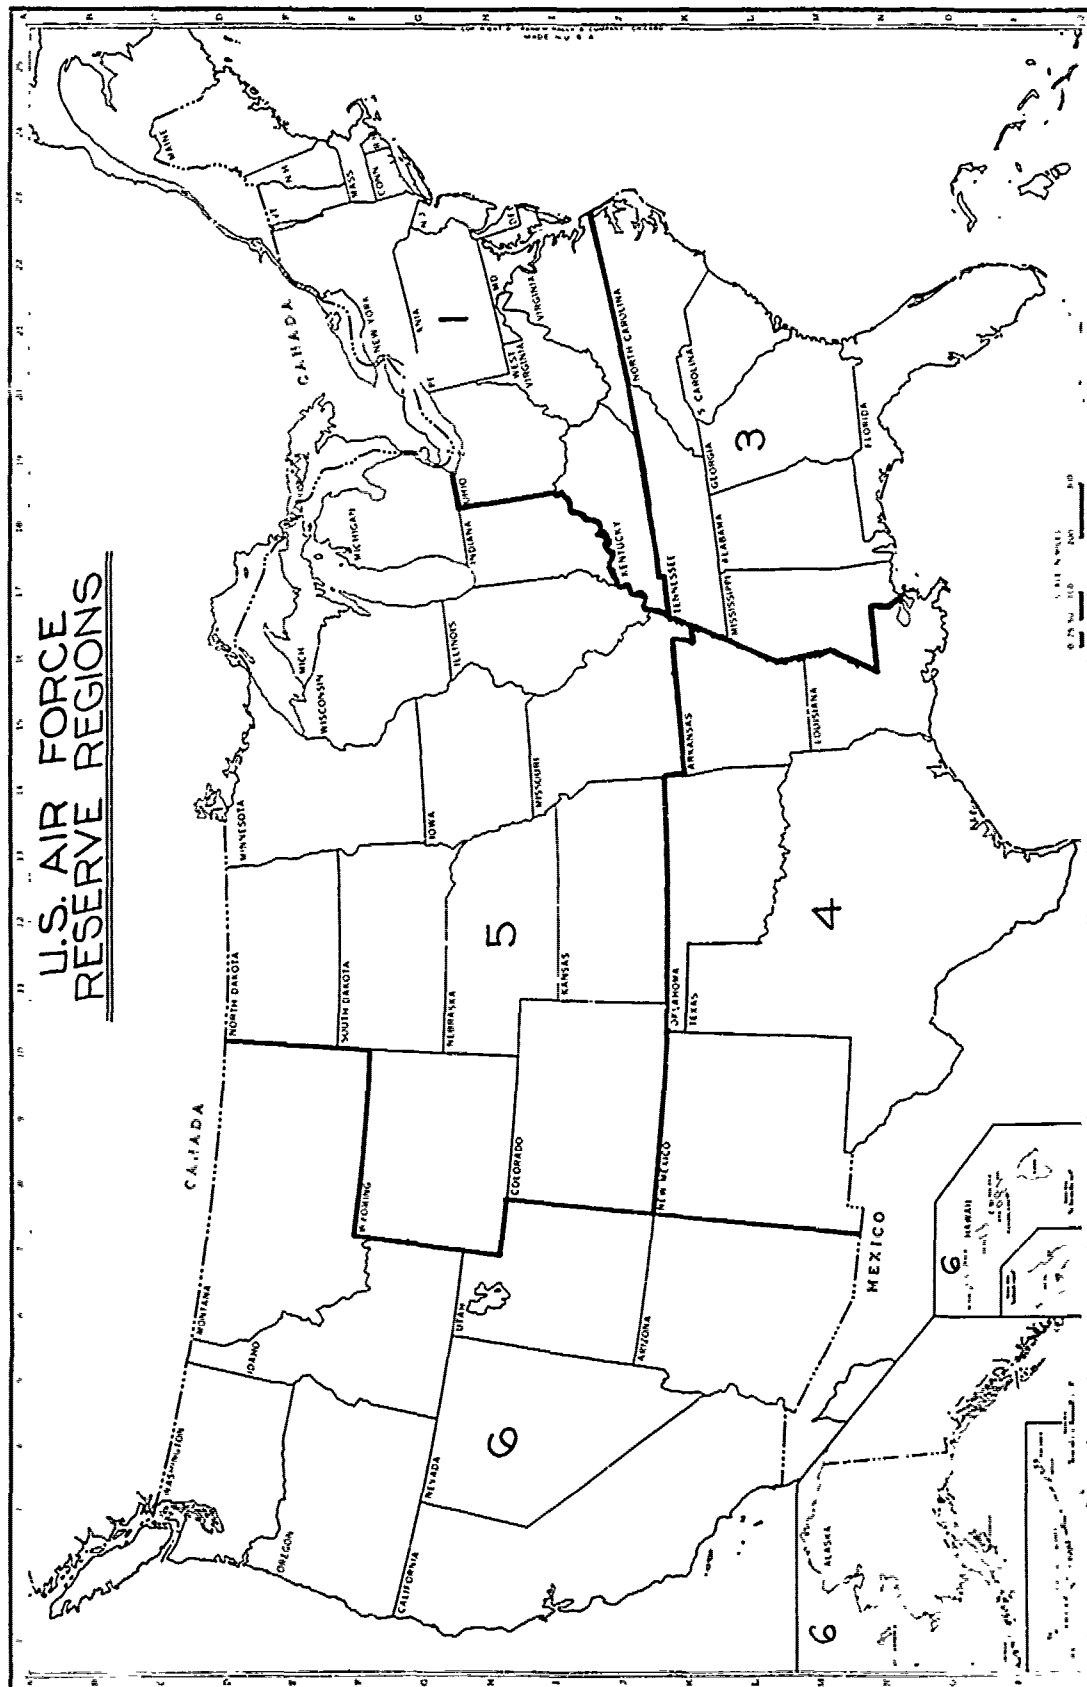 U.S. AIR FORCE
RESERVE REGIONS
MADE IN U S A
CANADA
CANADA
WASHINGTON
MONTANA
NORTH DAKOTA
MINNESOTA
MICH
MAINE
OREGON
IDAHO
WYOMING
SOUTH DAKOTA
WISCONSIN
MICHIGAN
NEW YORK
N H
MASS
CONN
CALIFORNIA
NEVADA
UTAH
COLORADO
NEBRASKA
IOWA
ILLINOIS
INDIANA
OHIO
N J
6
5
1
KANSAS
MISSOURI
KENTUCKY
WEST
VIRGINIA
VIRGINIA
MD
DEL
ARIZONA
NEW MEXICO
OKLAHOMA
TEXAS
ARKANSAS
TENNESSEE
NORTH CAROLINA
MISSISSIPPI
ALABAMA
GEORGIA
S CAROLINA
4
3
LOUISIANA
FLORIDA
MEXICO
6
ALASKA
6
HAWAII